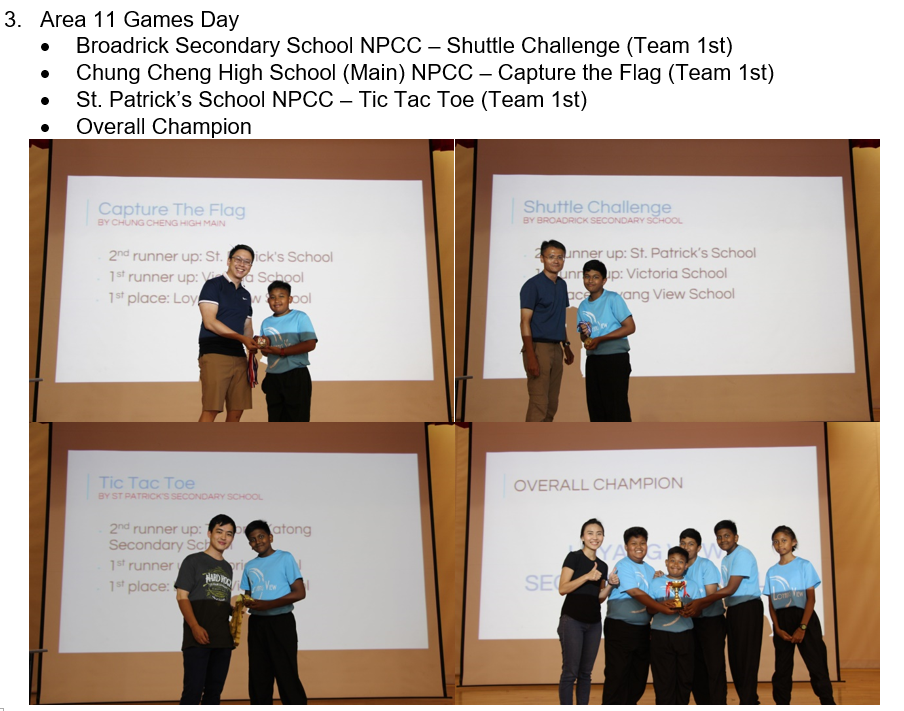 3. Area 11 Games Day
• Broadrick Secondary School NPCC – Shuttle Challenge (Team 1st)
• Chung Cheng High School (Main) NPCC – Capture the Flag (Team 1st)
• St. Patrick’s School NPCC – Tic Tac Toe (Team 1st)
• Overall Champion
Capture The Flag
BY CHUNG CHENG HIGH MAIN
2nd runner up: St. ick's School
1st runner up: a School
1st place:
Shuttle Challenge
BY BROADRICK SECONDARY SCHOOL
unner up: St. Patrick's School
up: Victoria School
yang View School
Tic Tac Toe
BY ST PATRICK'S SECONDARY SCHOOL
2nd runner up: Katong
Secondary
1st runner
1st place:
OVERALL CHAMPION